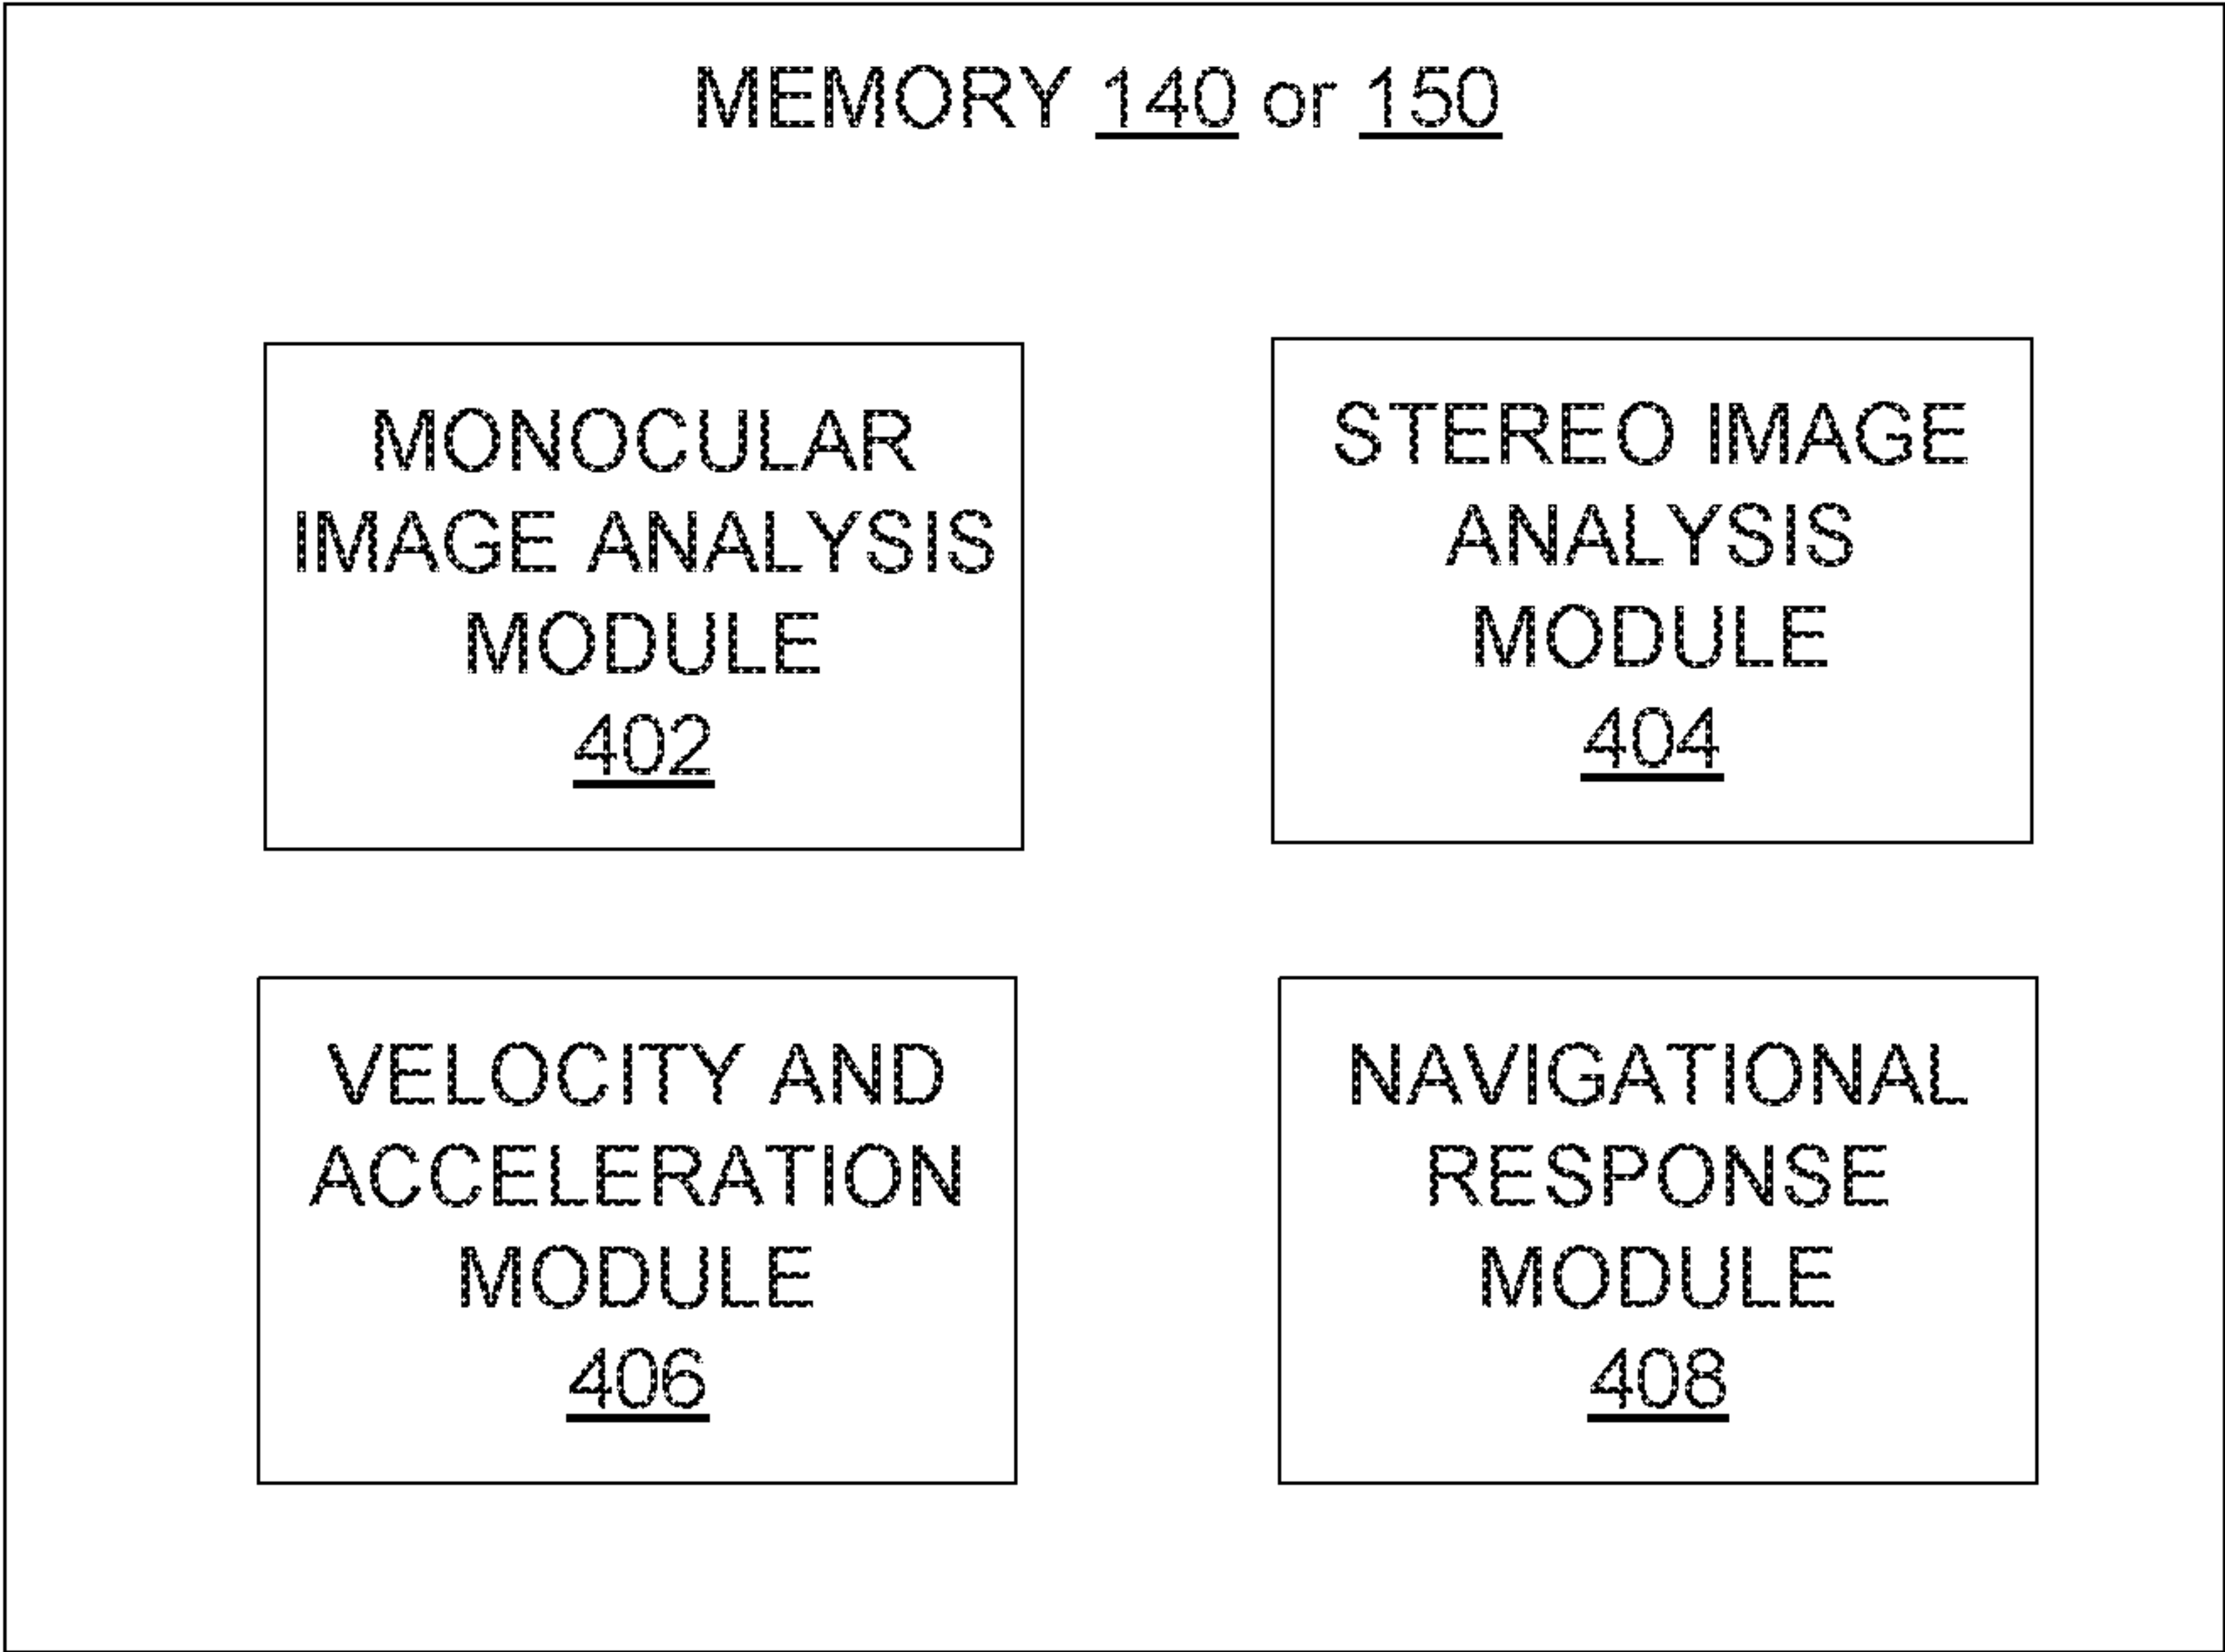 MEMORY 140 or 150
MONOCULAR
IMAGE ANALYSIS
MODULE
402
STEREO IMAGE
ANALYSIS
MODULE
404
VELOCITY AND
ACCELERATION
MODULE
406
NAVIGATIONAL
RESPONSE
MODULE
408